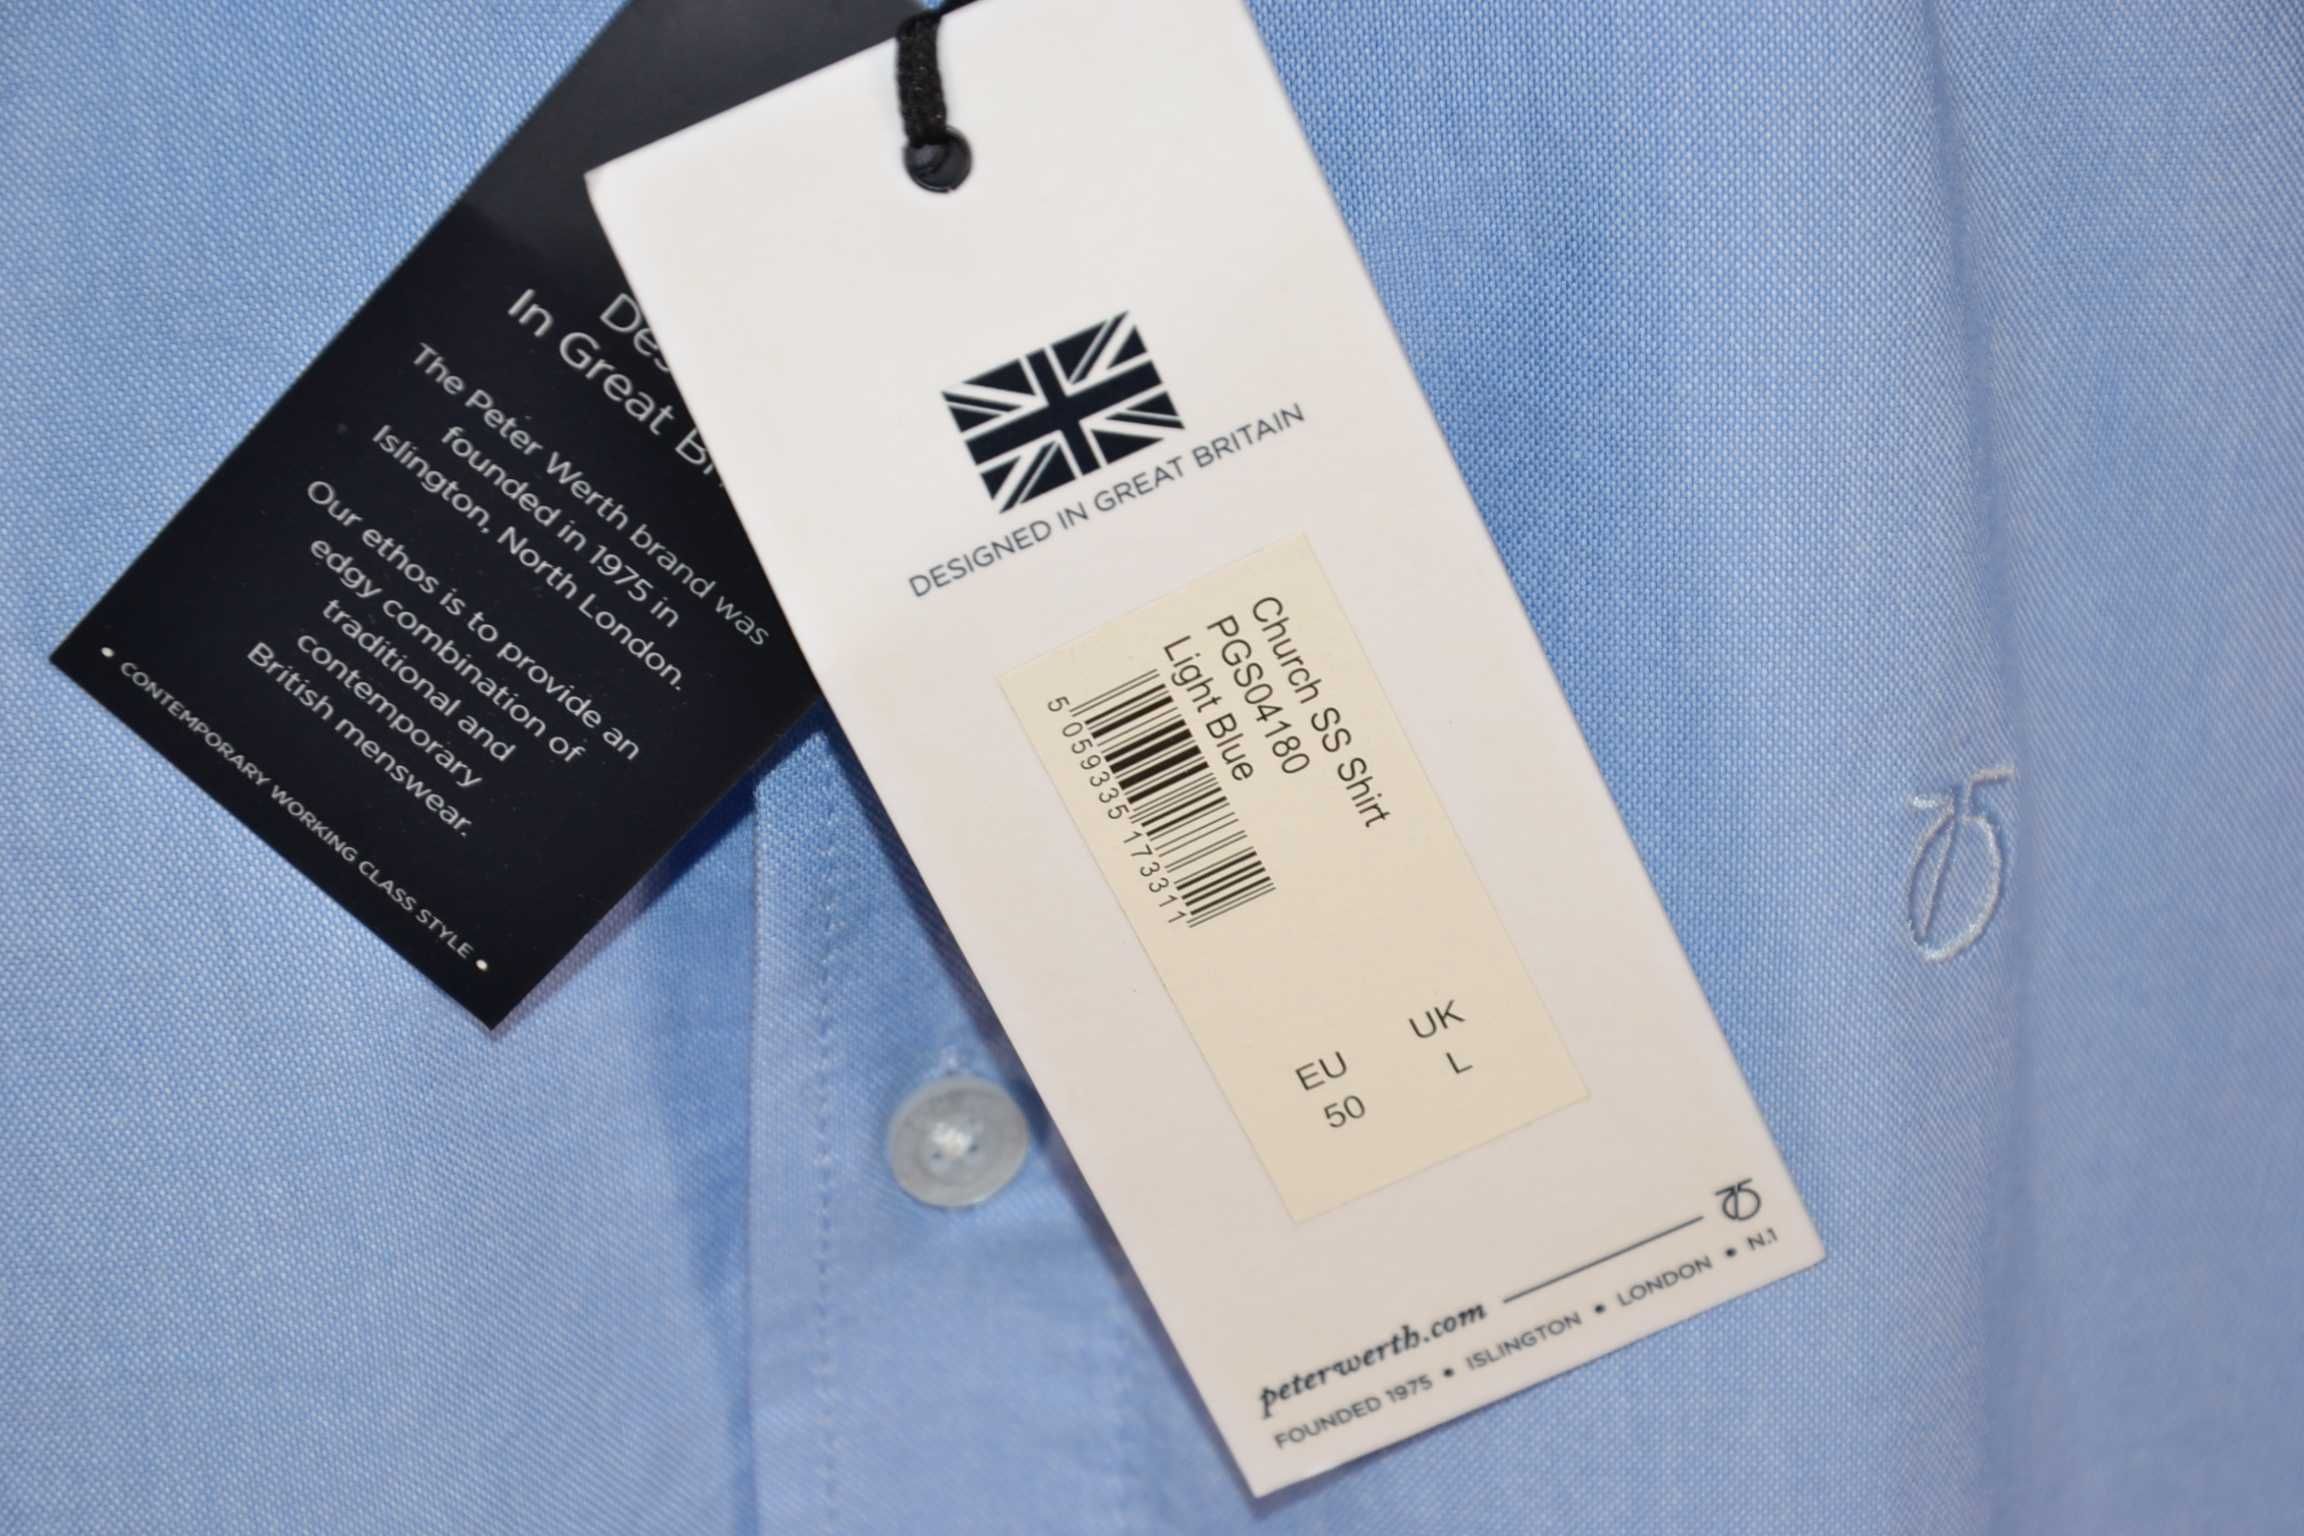 Des
In Great Br
The Peter Werth brand was
founded in 1975 in
Islington, North London.
Our ethos is to provide an
edgy combination of
traditional and
contemporary
British menswear.
• CONTEMPORARY WORKING CLASS STYLE •
DESIGNED IN GREAT BRITAIN
Church SS Shirt
PGS04180
Light Blue
5 059335 173311
EU UK
50 L
peterwerth.com
FOUNDED 1975 • ISLINGTON • LONDON • N.1